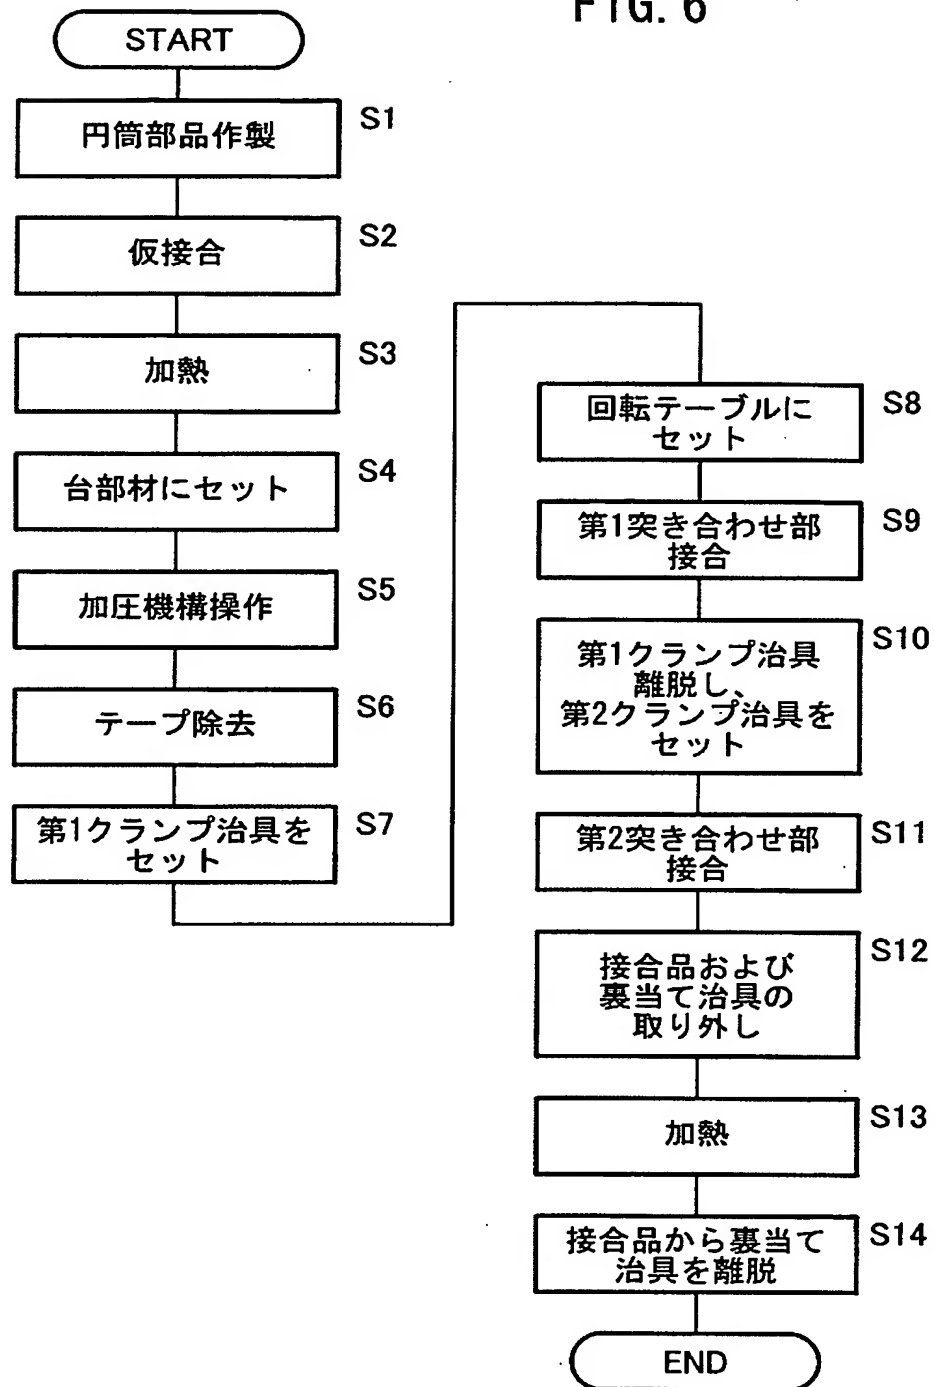 FIG. 6
START
円筒部品作製
S1
仮接合
S2
加熱
S3
台部材にセット
S4
加圧機構操作
S5
テープ除去
S6
第1クランプ治具を
セット
S7
回転テーブルに
セット
S8
第1突き合わせ部
接合
S9
第1クランプ治具
離脱し、
第2クランプ治具を
セット
S10
第2突き合わせ部
接合
S11
接合品および
裏当て治具の
取り外し
S12
加熱
S13
接合品から裏当て
治具を離脱
S14
END